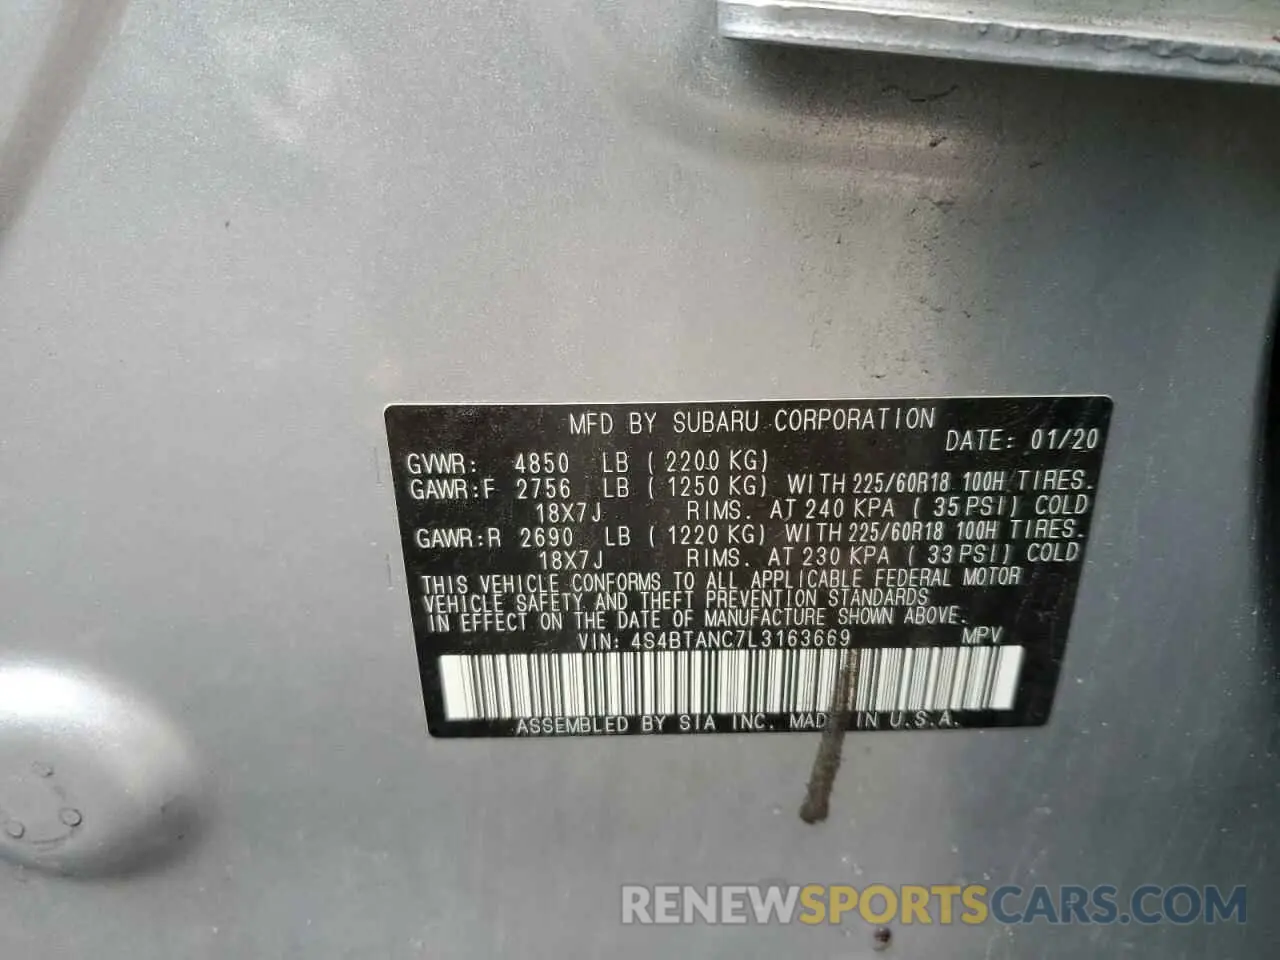 MFD BY SUBARU CORPORATION
DATE: 01/20
GVWR: 4850 LB (2200 KG)
GAWR:F 2756 LB (1250 KG) WITH 225/60R18 100H TIRES.
18X7J RIMS. AT 240 KPA (35 PSI) COLD
GAWR:R 2690 LB (1220 KG) WITH 225/60R18 100H TIRES.
18X7J RIMS. AT 230 KPA (33 PSI) COLD
THIS VEHICLE CONFORMS TO ALL APPLICABLE FEDERAL MOTOR
VEHICLE SAFETY AND THEFT PREVENTION STANDARDS
IN EFFECT ON THE DATE OF MANUFACTURE SHOWN ABOVE.
VIN: 4S4BTANC7L3163669 MPV
ASSEMBLED BY SIA INC. MADE IN U.S.A.
RENEWSPORTSCARS.COM